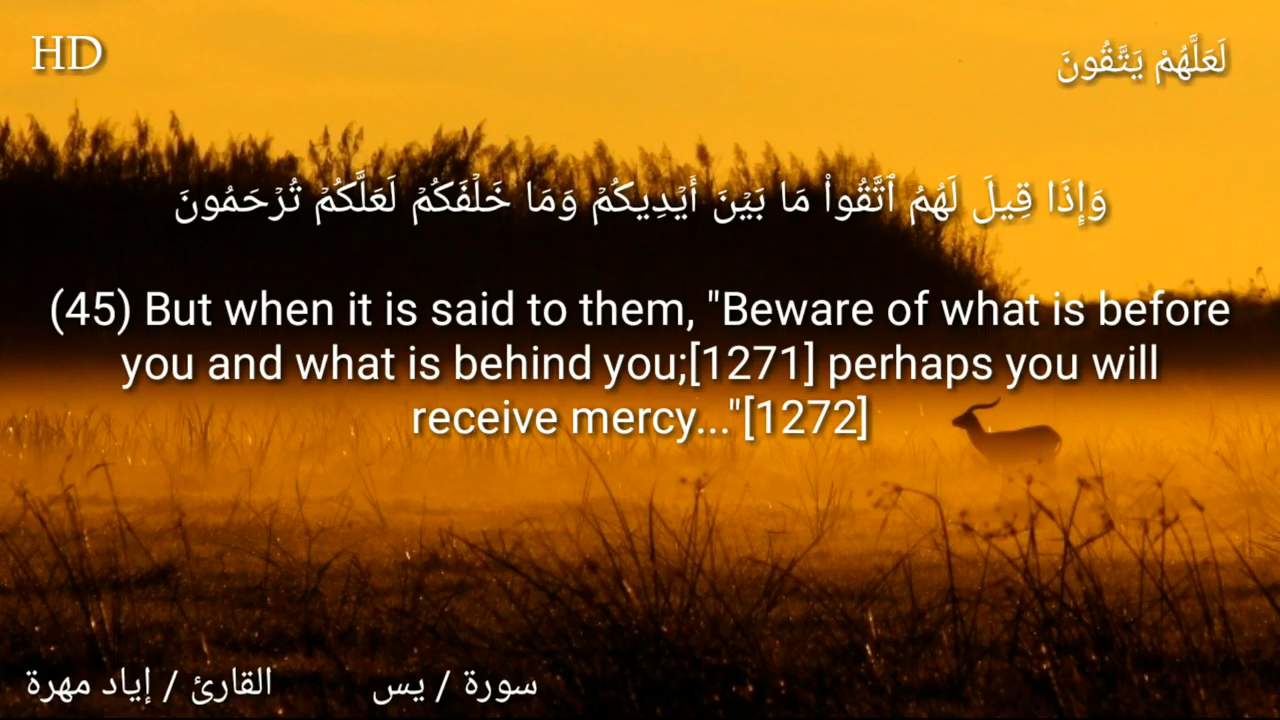 HD
لَعَلَّهُمْ يَتَّقُونَ
وَإِذَا قِيلَ لَهُمُ ٱتَّقُوا۟ مَا بَيْنَ أَيْدِيكُمْ وَمَا خَلْفَكُمْ لَعَلَّكُمْ تُرْحَمُونَ
(45) But when it is said to them, "Beware of what is before
you and what is behind you;[1271] perhaps you will
receive mercy..."[1272]
سورة / يس
القارئ / إياد مهرة